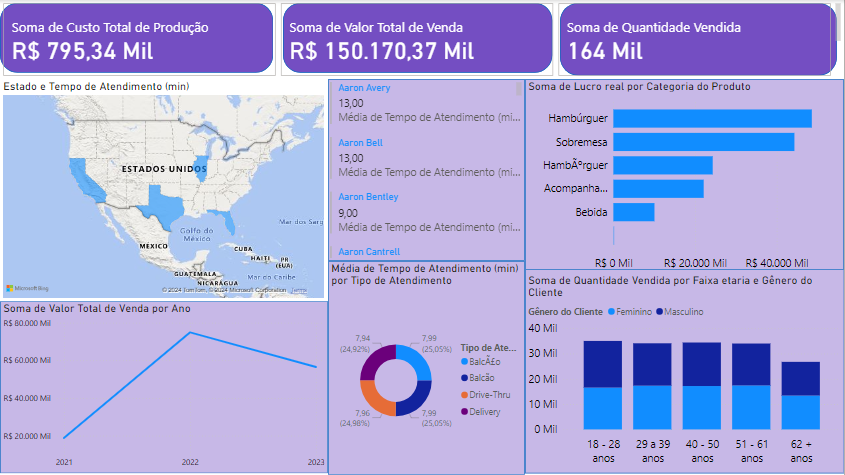 Soma de Custo Total de Produção
R$ 795,34 Mil
Soma de Valor Total de Venda
R$ 150.170,37 Mil
Soma de Quantidade Vendida
164 Mil
Estado e Tempo de Atendimento (min)
ESTADOS UNIDOS
Golfo do
México
Mar dos Sarg
MÉXICO
CUBA
HAITI
PR
(EUA)
GUATEMALA
Mar do Caribe
NICARÁGUA
Microsoft Bing
© 2024 TomTom, © 2024 Microsoft Corporation Terms
Aaron Avery
13,00
Média de Tempo de Atendimento (mi...
Aaron Bell
13,00
Média de Tempo de Atendimento (mi...
Aaron Bentley
9,00
Média de Tempo de Atendimento (mi...
Aaron Cantrell
Soma de Lucro real por Categoria do Produto
Hambúrguer
Sobremesa
HambÃºrguer
Acompanha...
Bebida
R$ 0 Mil
R$ 20.000 Mil
R$ 40.000 Mil
Soma de Valor Total de Venda por Ano
R$ 80.000 Mil
R$ 60.000 Mil
R$ 40.000 Mil
R$ 20.000 Mil
2021
2022
2023
Média de Tempo de Atendimento (min)
por Tipo de Atendimento
7,94
(24,92%)
7,99
(25,05%)
7,96
(24,98%)
7,99
(25,05%)
Tipo de Ate...
BalcÃ£o
Balcão
Drive-Thru
Delivery
Soma de Quantidade Vendida por Faixa etaria e Gênero do
Cliente
Gênero do Cliente
Feminino
Masculino
40 Mil
30 Mil
20 Mil
10 Mil
0 Mil
18 - 28
anos
29 a 39
anos
40 - 50
anos
51 - 61
anos
62 +
anos